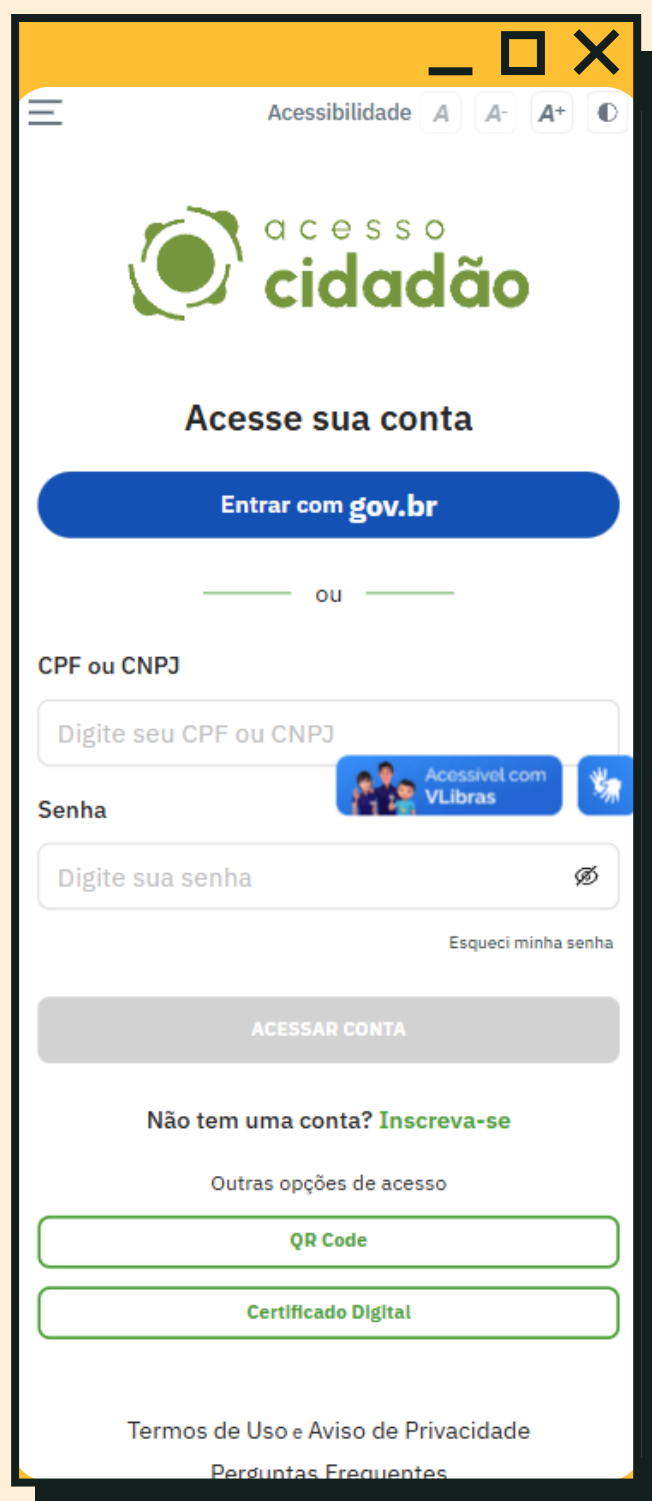 Acessibilidade A A- A+
acesso
cidadão
Acesse sua conta
Entrar com gov.br
ou
CPF ou CNPJ
Digite seu CPF ou CNPJ
Acessível com
VLibras
Senha
Digite sua senha
Esqueci minha senha
ACESSAR CONTA
Não tem uma conta? Inscreva-se
Outras opções de acesso
QR Code
Certificado Digital
Termos de Uso e Aviso de Privacidade
Perguntas Frequentes